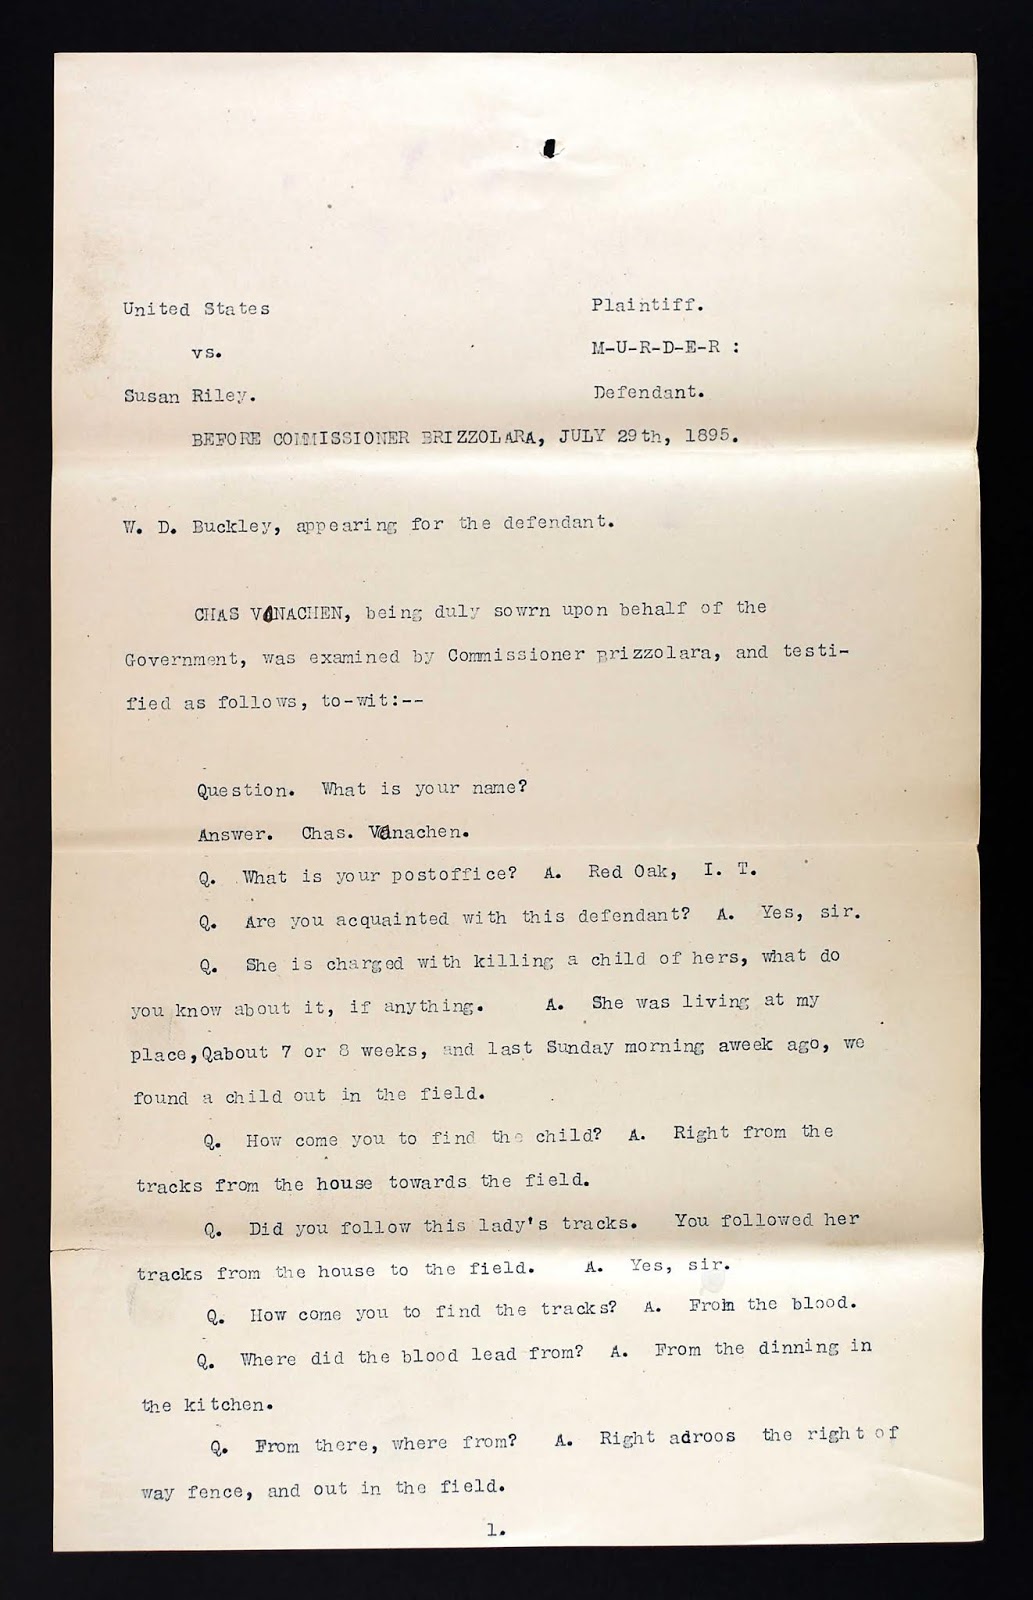 United States Plaintiff.
vs. M-U-R-D-E-R :
Susan Riley. Defendant.
BEFORE COMMISSIONER BRIZZOLARA, JULY 29th, 1895.
W. D. Buckley, appearing for the defendant.
CHAS VANACHEN, being duly sowrn upon behalf of the
Government, was examined by Commissioner Brizzolara, and testi-
fied as follows, to-wit:--
Question. What is your name?
Answer. Chas. Vanachen.
Q. What is your postoffice? A. Red Oak, I. T.
Q. Are you acquainted with this defendant? A. Yes, sir.
Q. She is charged with killing a child of hers, what do
you know about it, if anything. A. She was living at my
place,Qabout 7 or 8 weeks, and last Sunday morning aweek ago, we
found a child out in the field.
Q. How come you to find the child? A. Right from the
tracks from the house towards the field.
Q. Did you follow this lady's tracks. You followed her
tracks from the house to the field. A. Yes, sir.
Q. How come you to find the tracks? A. From the blood.
Q. Where did the blood lead from? A. From the dinning in
the kitchen.
Q. From there, where from? A. Right adroos the right of
way fence, and out in the field.
1.